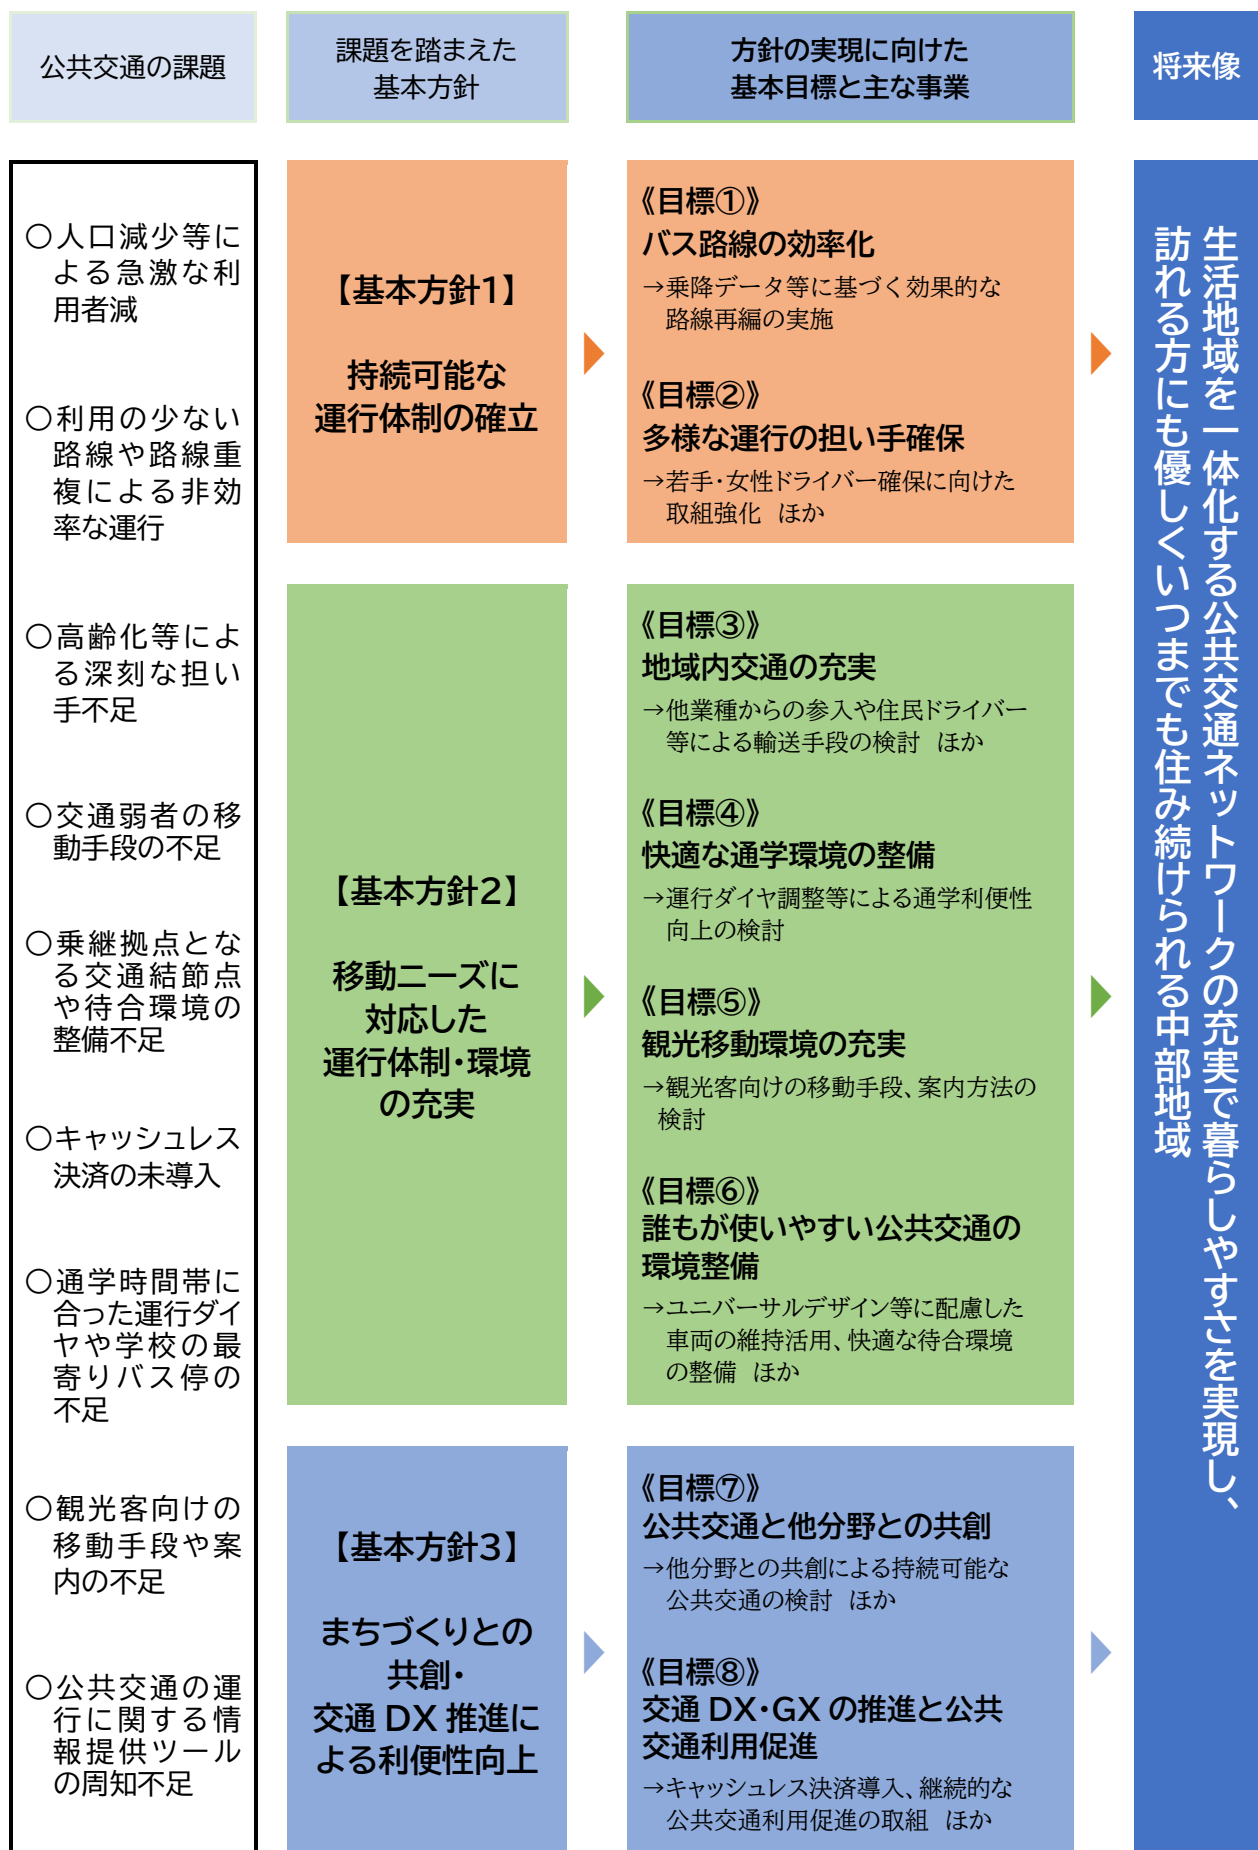 公共交通の課題
課題を踏まえた
基本方針
方針の実現に向けた
基本目標と主な事業
将来像
○人口減少等に
よる急激な利
用者減
○利用の少ない
路線や路線重
複による非効
率な運行
○高齢化等によ
る深刻な担い
手不足
○交通弱者の移
動手段の不足
○乗継拠点とな
る交通結節点
や待合環境の
整備不足
○キャッシュレス
決済の未導入
○通学時間帯に
合った運行ダイ
ヤや学校の最
寄りバス停の
不足
○観光客向けの
移動手段や案
内の不足
○公共交通の運
行に関する情
報提供ツール
の周知不足
【基本方針1】
持続可能な
運行体制の確立
《目標①》
バス路線の効率化
→乗降データ等に基づく効果的な
路線再編の実施
《目標②》
多様な運行の担い手確保
→若手・女性ドライバー確保に向けた
取組強化 ほか
【基本方針2】
移動ニーズに
対応した
運行体制・環境
の充実
《目標③》
地域内交通の充実
→他業種からの参入や住民ドライバー
等による輸送手段の検討 ほか
《目標④》
快適な通学環境の整備
→運行ダイヤ調整等による通学利便性
向上の検討
《目標⑤》
観光移動環境の充実
→観光客向けの移動手段、案内方法の
検討
《目標⑥》
誰もが使いやすい公共交通の
環境整備
→ユニバーサルデザイン等に配慮した
車両の維持活用、快適な待合環境
の整備 ほか
【基本方針3】
まちづくりとの
共創・
交通 DX 推進に
よる利便性向上
《目標⑦》
公共交通と他分野との共創
→他分野との共創による持続可能な
公共交通の検討 ほか
《目標⑧》
交通 DX・GX の推進と公共
交通利用促進
→キャッシュレス決済導入、継続的な
公共交通利用促進の取組 ほか
生活地域を一体化する公共交通ネットワークの充実で暮らしやすさを実現し、
訪れる方にも優しくいつまでも住み続けられる中部地域